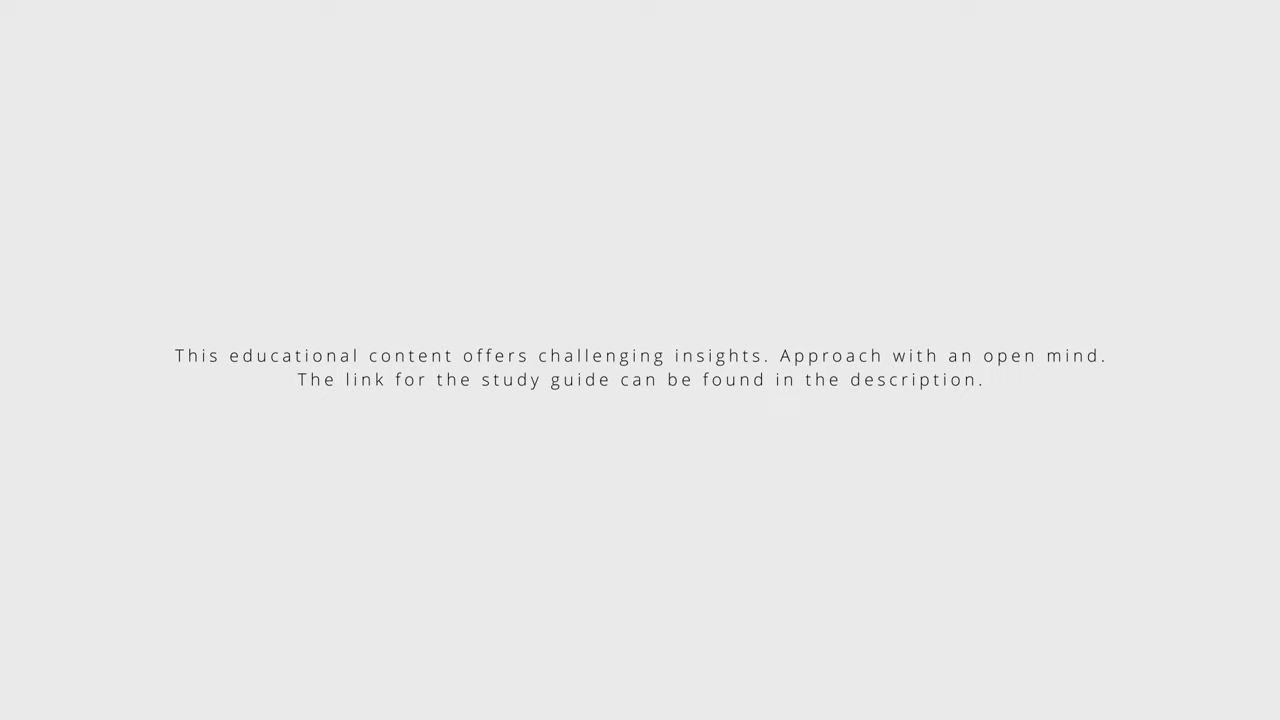 This educational content offers challenging insights. Approach with an open mind.
The link for the study guide can be found in the description.